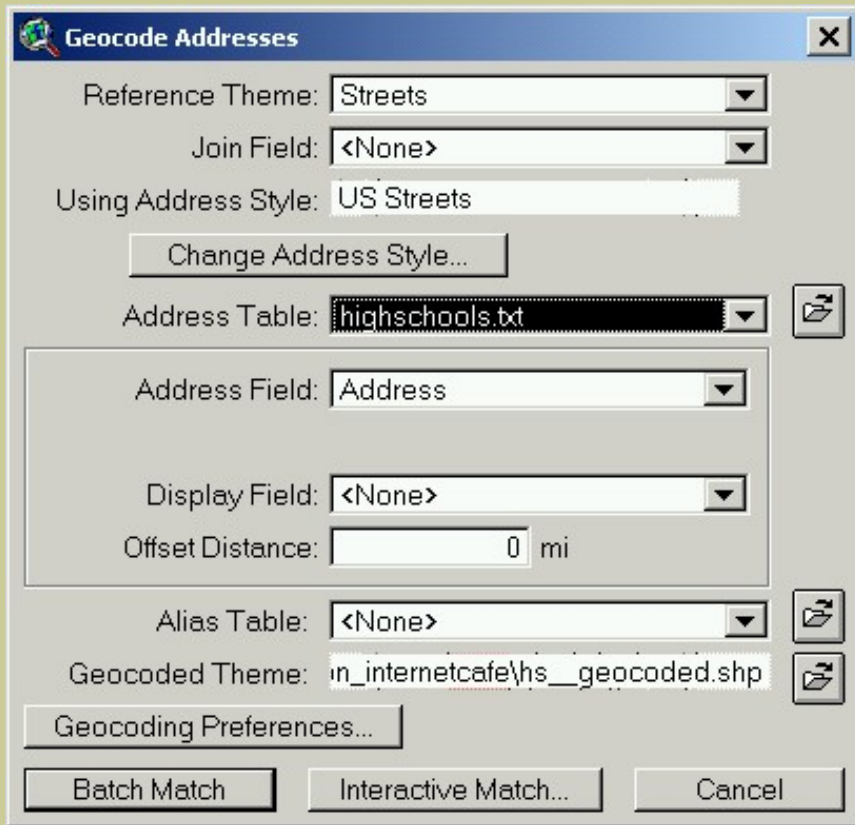 Geocode Addresses
Reference Theme: Streets
Join Field: <None>
Using Address Style: US Streets
Change Address Style...
Address Table: highschools.txt
Address Field: Address
Display Field: <None>
Offset Distance: 0 mi
Alias Table: <None>
Geocoded Theme: n_internetcafe\hs__geocoded.shp
Geocoding Preferences...
Batch Match Interactive Match... Cancel